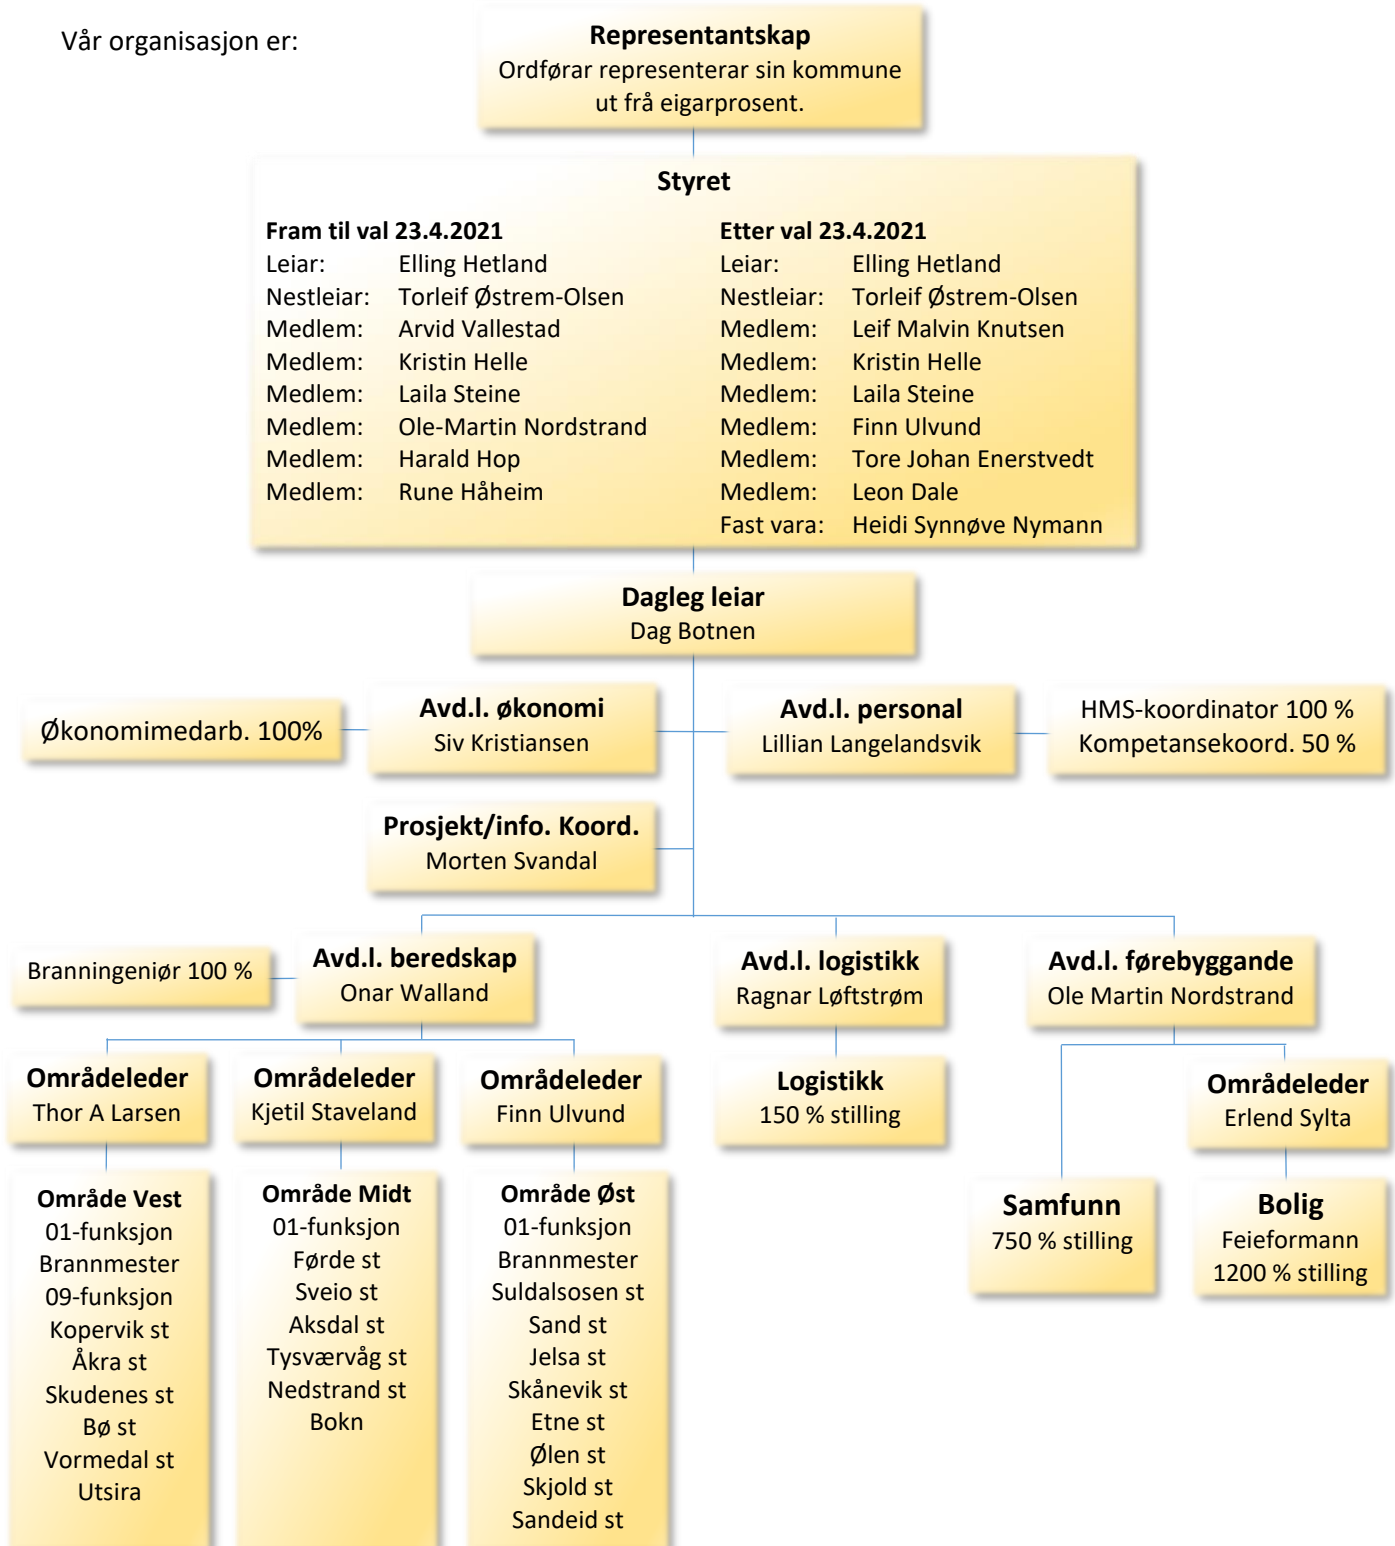 Vår organisasjon er:
Representantskap
Ordførar representerar sin kommune
ut frå eigarprosent.
Styret
Fram til val 23.4.2021
Leiar: Elling Hetland
Nestleiar: Torleif Østrem-Olsen
Medlem: Arvid Vallestad
Medlem: Kristin Helle
Medlem: Laila Steine
Medlem: Ole-Martin Nordstrand
Medlem: Harald Hop
Medlem: Rune Håheim
Etter val 23.4.2021
Leiar: Elling Hetland
Nestleiar: Torleif Østrem-Olsen
Medlem: Leif Malvin Knutsen
Medlem: Kristin Helle
Medlem: Laila Steine
Medlem: Finn Ulvund
Medlem: Tore Johan Enerstvedt
Medlem: Leon Dale
Fast vara: Heidi Synnøve Nymann
Dagleg leiar
Dag Botnen
Økonomimedarb. 100%
Avd.l. økonomi
Siv Kristiansen
Avd.l. personal
Lillian Langelandsvik
HMS-koordinator 100 %
Kompetansekoord. 50 %
Prosjekt/info. Koord.
Morten Svandal
Branningeniør 100 %
Avd.l. beredskap
Onar Walland
Avd.l. logistikk
Ragnar Løftstrøm
Avd.l. førebyggande
Ole Martin Nordstrand
Områdeleder
Thor A Larsen
Områdeleder
Kjetil Staveland
Områdeleder
Finn Ulvund
Logistikk
150 % stilling
Områdeleder
Erlend Sylta
Område Vest
01-funksjon
Brannmester
09-funksjon
Kopervik st
Åkra st
Skudenes st
Bø st
Vormedal st
Utsira
Område Midt
01-funksjon
Førde st
Sveio st
Aksdal st
Tysværvåg st
Nedstrand st
Bokn
Område Øst
01-funksjon
Brannmester
Suldalsosen st
Sand st
Jelsa st
Skånevik st
Etne st
Ølen st
Skjold st
Sandeid st
Samfunn
750 % stilling
Bolig
Feieformann
1200 % stilling